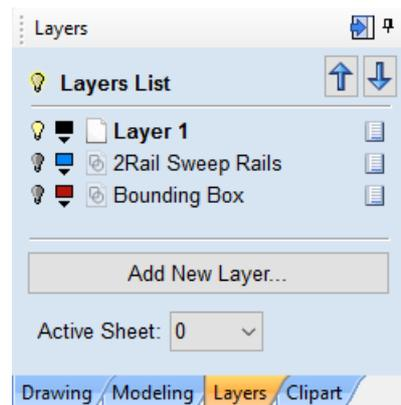 Layers
Layers List
Layer 1
2Rail Sweep Rails
Bounding Box
Add New Layer...
Active Sheet: 0
Drawing Modeling Layers Clipart